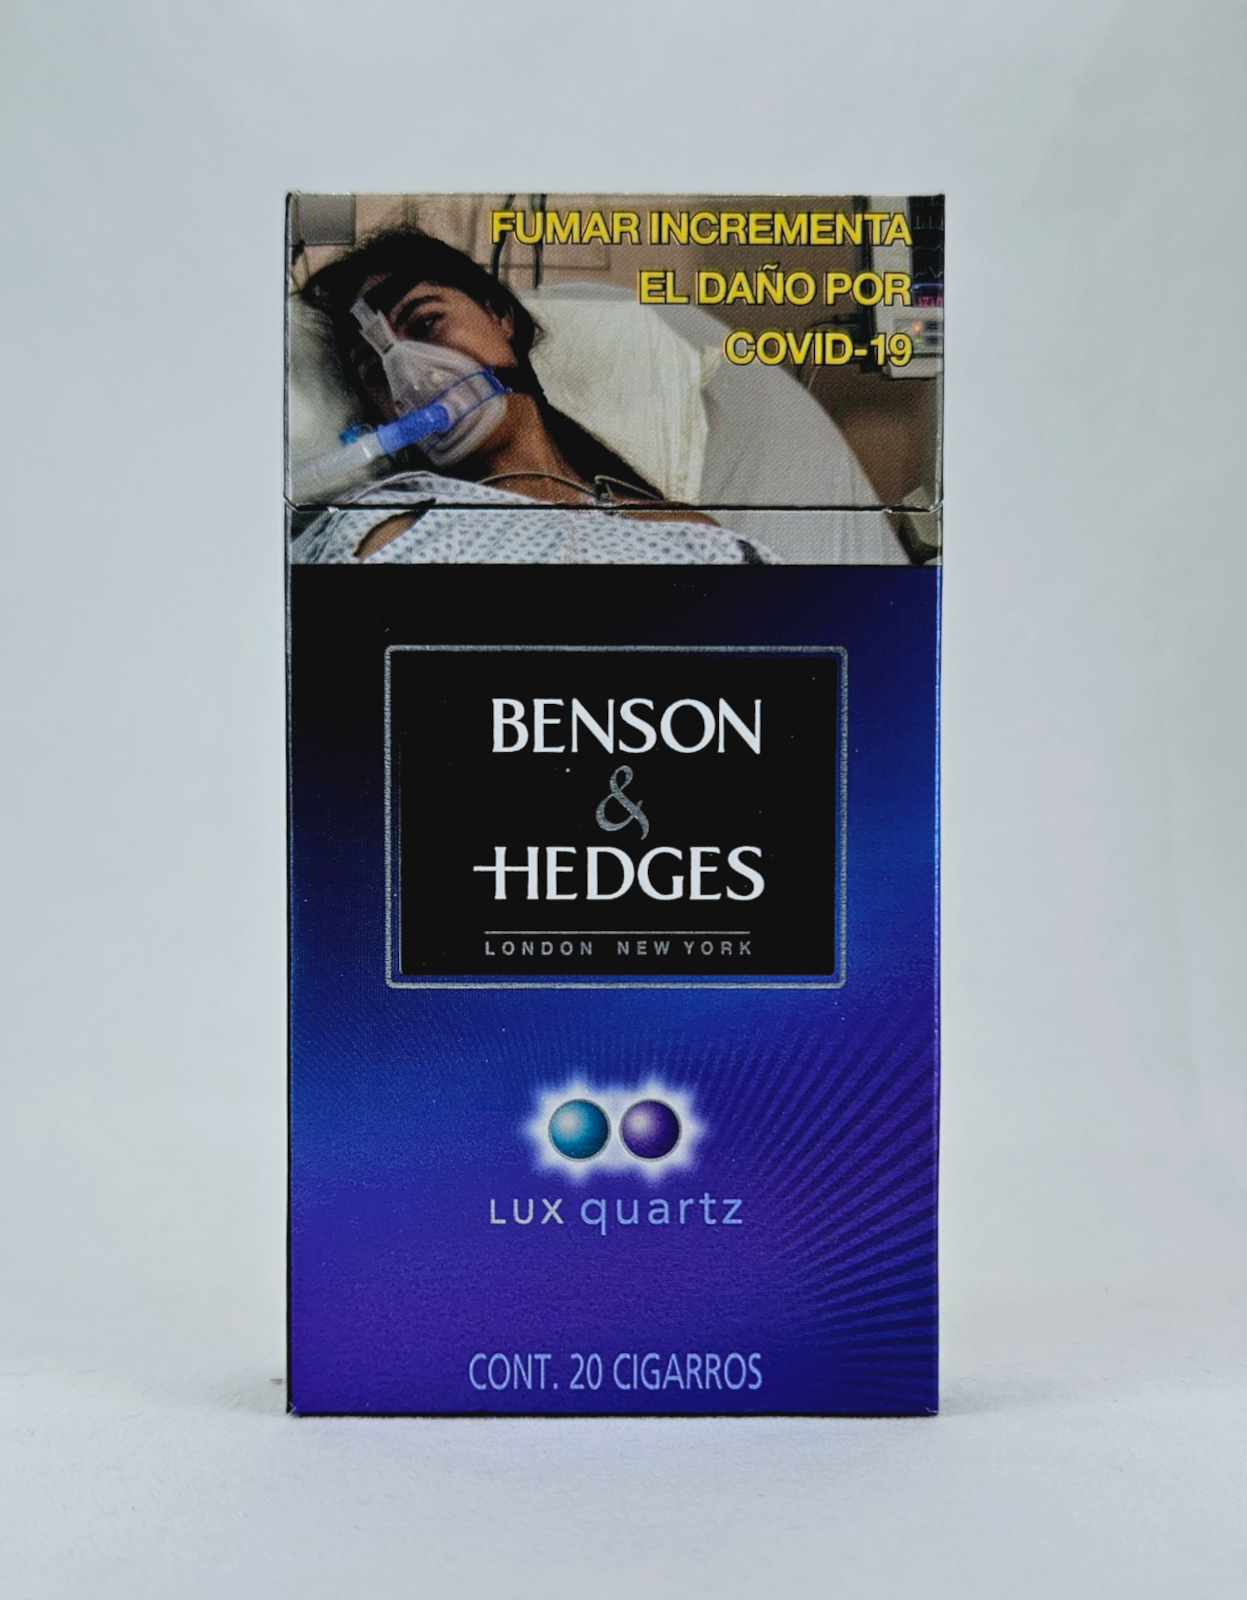 FUMAR INCREMENTA
EL DAÑO POR
COVID-19
BENSON
&
HEDGES
LONDON NEW YORK
LUX quartz
CONT. 20 CIGARROS